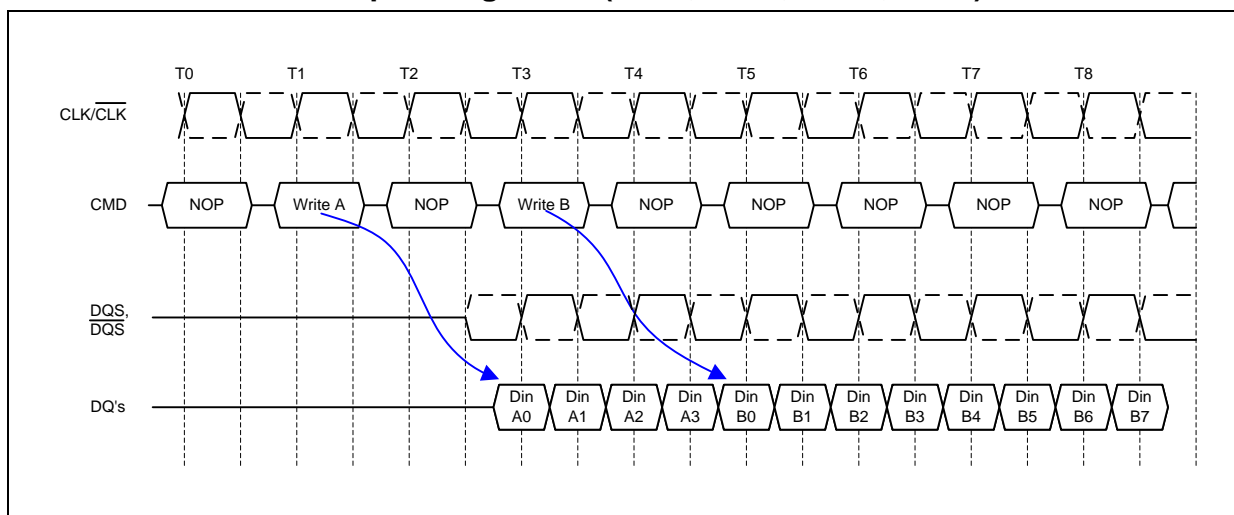 T0 T1 T2 T3 T4 T5 T6 T7 T8
CLK/CLK
CMD NOP Write A NOP Write B NOP NOP NOP NOP NOP
DQS,
DQS
DQ's
Din A0 Din A1 Din A2 Din A3 Din B0 Din B1 Din B2 Din B3 Din B4 Din B5 Din B6 Din B7